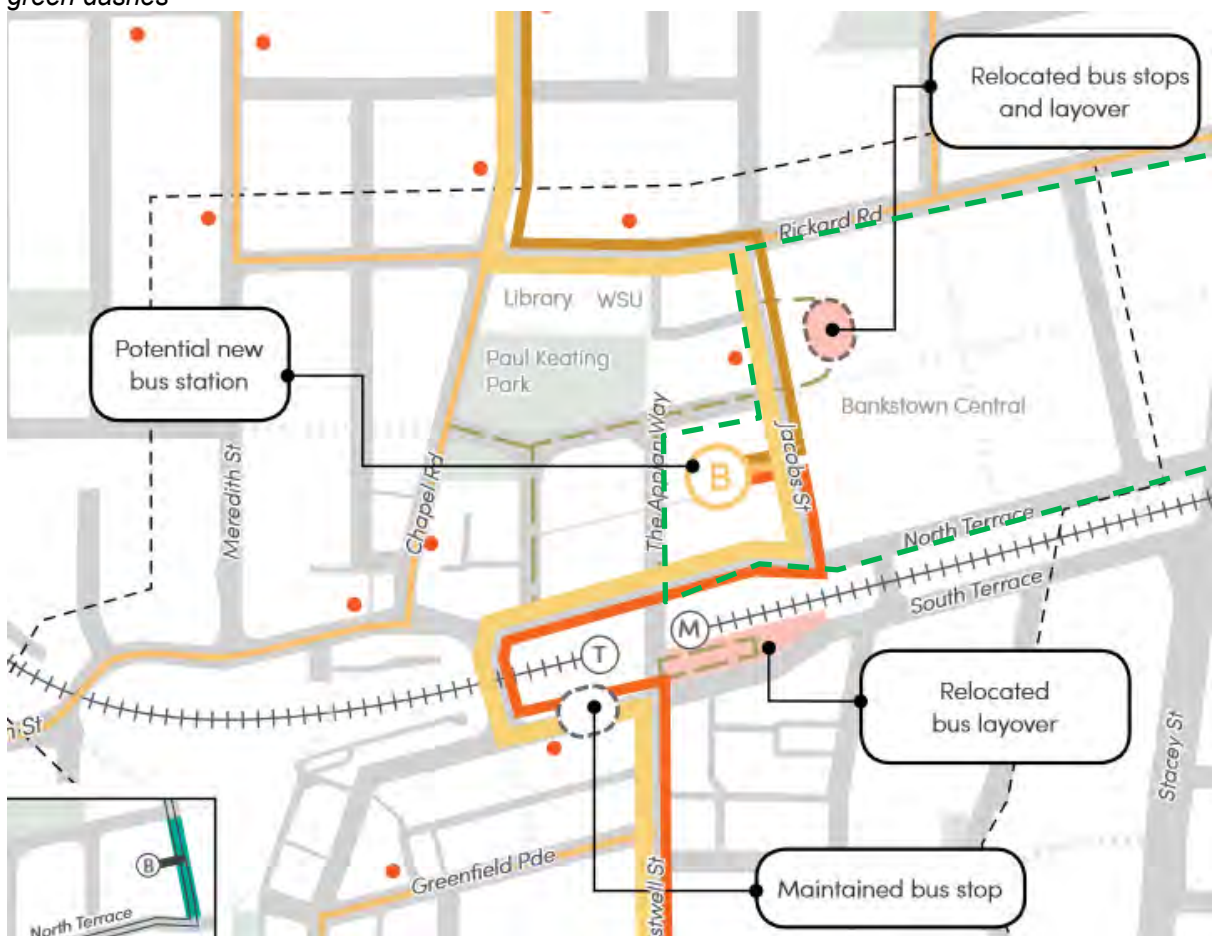 green dashes
Relocated bus stops
and layover
Rickard Rd
Library WSU
Potential new
bus station
Paul Keating
Park
Bankstown Central
The Appian Way
Jacobs St
B
Meredith St
Chapel Rd
North Terrace
South Terrace
M
T
Relocated
bus layover
St
Stacey St
B
Greenfield Pde
Maintained bus stop
North Terrace
stwell St